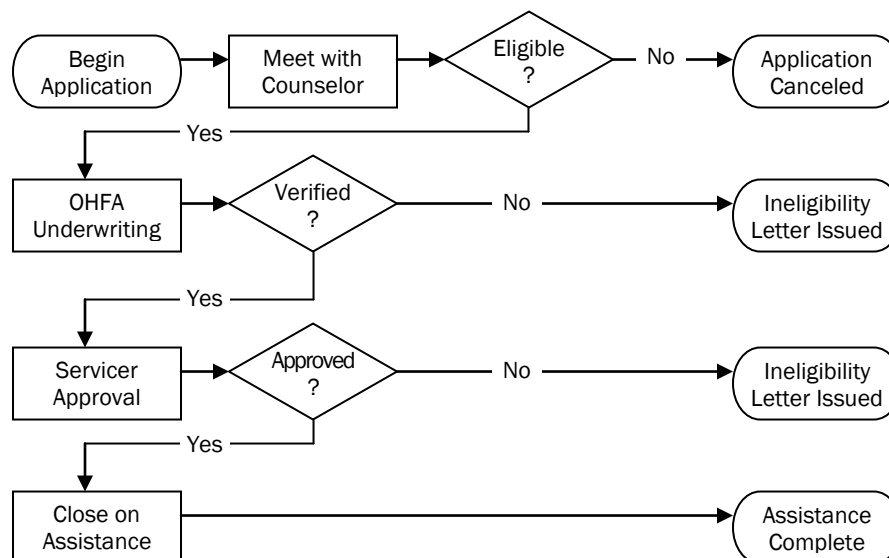 Begin
Application
Meet with
Counselor
Eligible
?
No
Application
Canceled
Yes
OHFA
Underwriting
Verified
?
No
Ineligibility
Letter Issued
Yes
Servicer
Approval
Approved
?
No
Ineligibility
Letter Issued
Yes
Close on
Assistance
Assistance
Complete